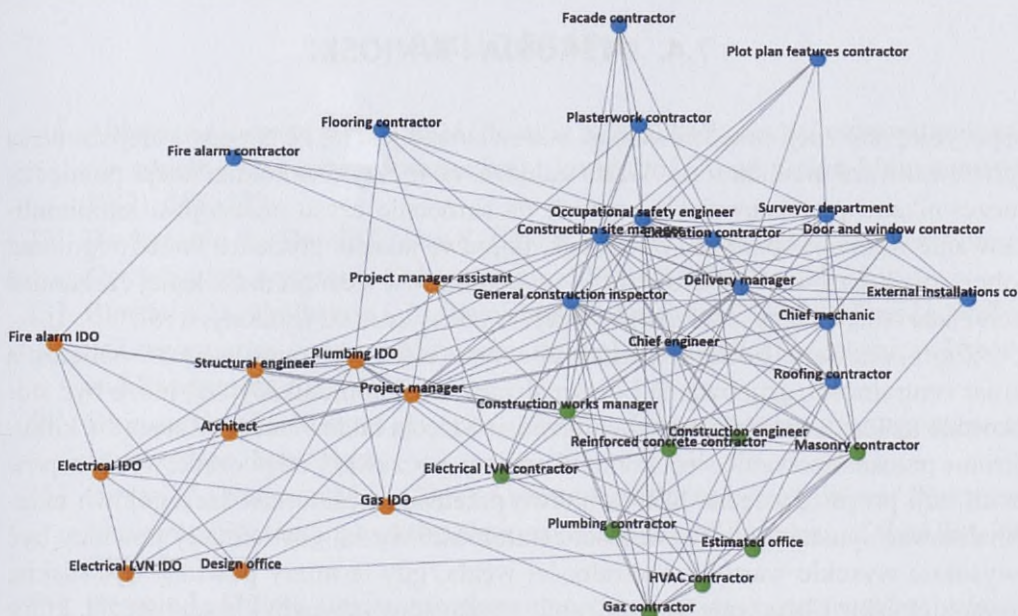 Facade contractor
Plot plan features contractor
Plasterwork contractor
Flooring contractor
Fire alarm contractor
Occupational safety engineer
Surveyor department
Construction site manager
contractor
Door and window contractor
Project manager assistant
Delivery manager
General construction inspector
External installations co
Chief mechanic
Fire alarm IDO
Plumbing IDO
Structural engineer
Chief engineer
Project manager
Roofing contractor
Construction works manager
Architect
Construction engineer
Reinforced concrete contractor
Masonry contractor
Electrical IDO
Electrical LVN contractor
Gas IDO
Plumbing contractor
Estimated office
Electrical LVN IDO
Design office
HVAC contractor
Gaz contractor